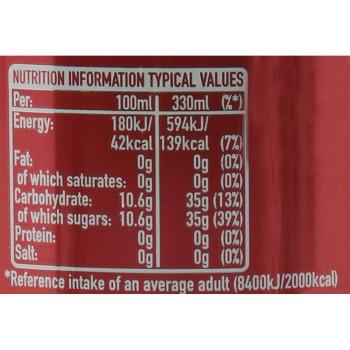 NUTRITION INFORMATION TYPICAL VALUES
Per: 100ml 330ml (%*)
Energy: 180kJ/ 594kJ/
42kcal 139kcal (7%)
Fat: 0g 0g (0%)
of which saturates: 0g 0g (0%)
Carbohydrate: 10.6g 35g (13%)
of which sugars: 10.6g 35g (39%)
Protein: 0g 0g (0%)
Salt: 0g 0g (0%)
*Reference intake of an average adult (8400kJ/2000kcal)